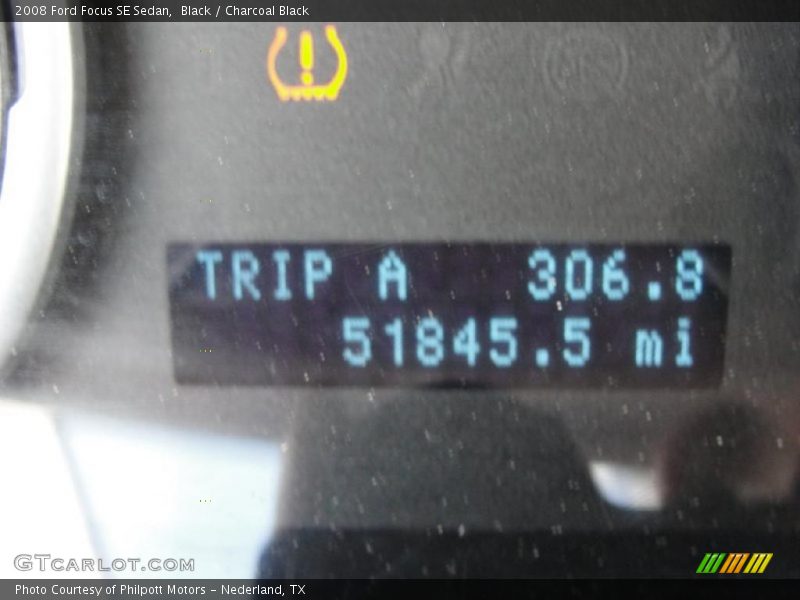 2008 Ford Focus SE Sedan,  Black / Charcoal Black
TRIP A 306.8
51845.5 mi
GTCARLOT.COM
Photo Courtesy of Philpott Motors - Nederland, TX